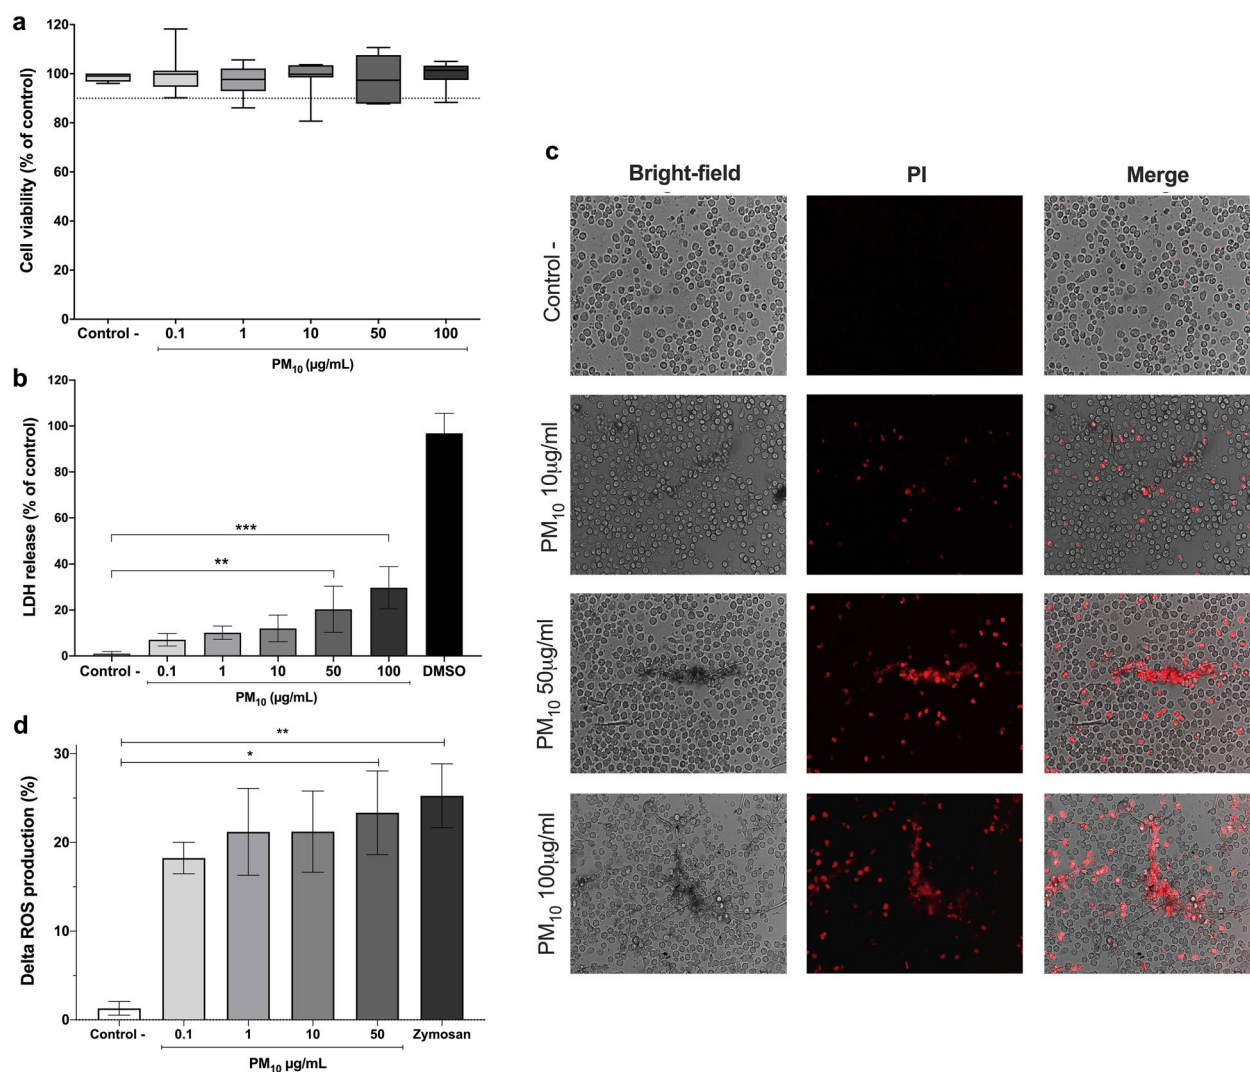 a
Cell viability (% of control)
120
100
80
60
40
20
0
Control - 0.1 1 10 50 100
PM10 (µg/mL)
b
LDH release (% of control)
120
100
80
60
40
20
0
***
**
Control - 0.1 1 10 50 100 DMSO
PM10 (µg/mL)
c
Bright-field PI Merge
Control -
PM10 10µg/ml
PM10 50µg/ml
PM10 100µg/ml
d
Delta ROS production (%)
30
20
10
0
**
*
Control - 0.1 1 10 50 Zymosan
PM10 µg/mL